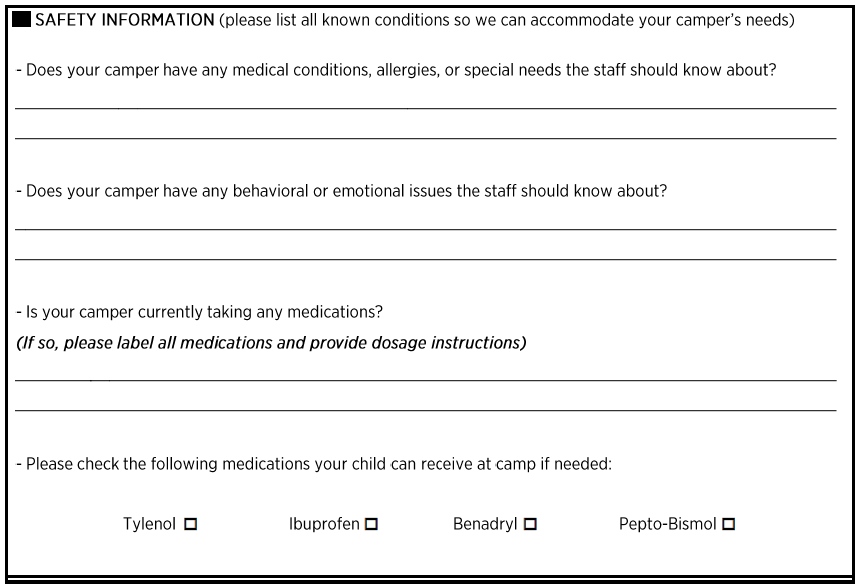 SAFETY INFORMATION (please list all known conditions so we can accommodate your camper's needs)
- Does your camper have any medical conditions, allergies, or special needs the staff should know about?
- Does your camper have any behavioral or emotional issues the staff should know about?
- Is your camper currently taking any medications?
(If so, please label all medications and provide dosage instructions)
- Please check the following medications your child can receive at camp if needed:
Tylenol □ Ibuprofen □ Benadryl □ Pepto-Bismol □